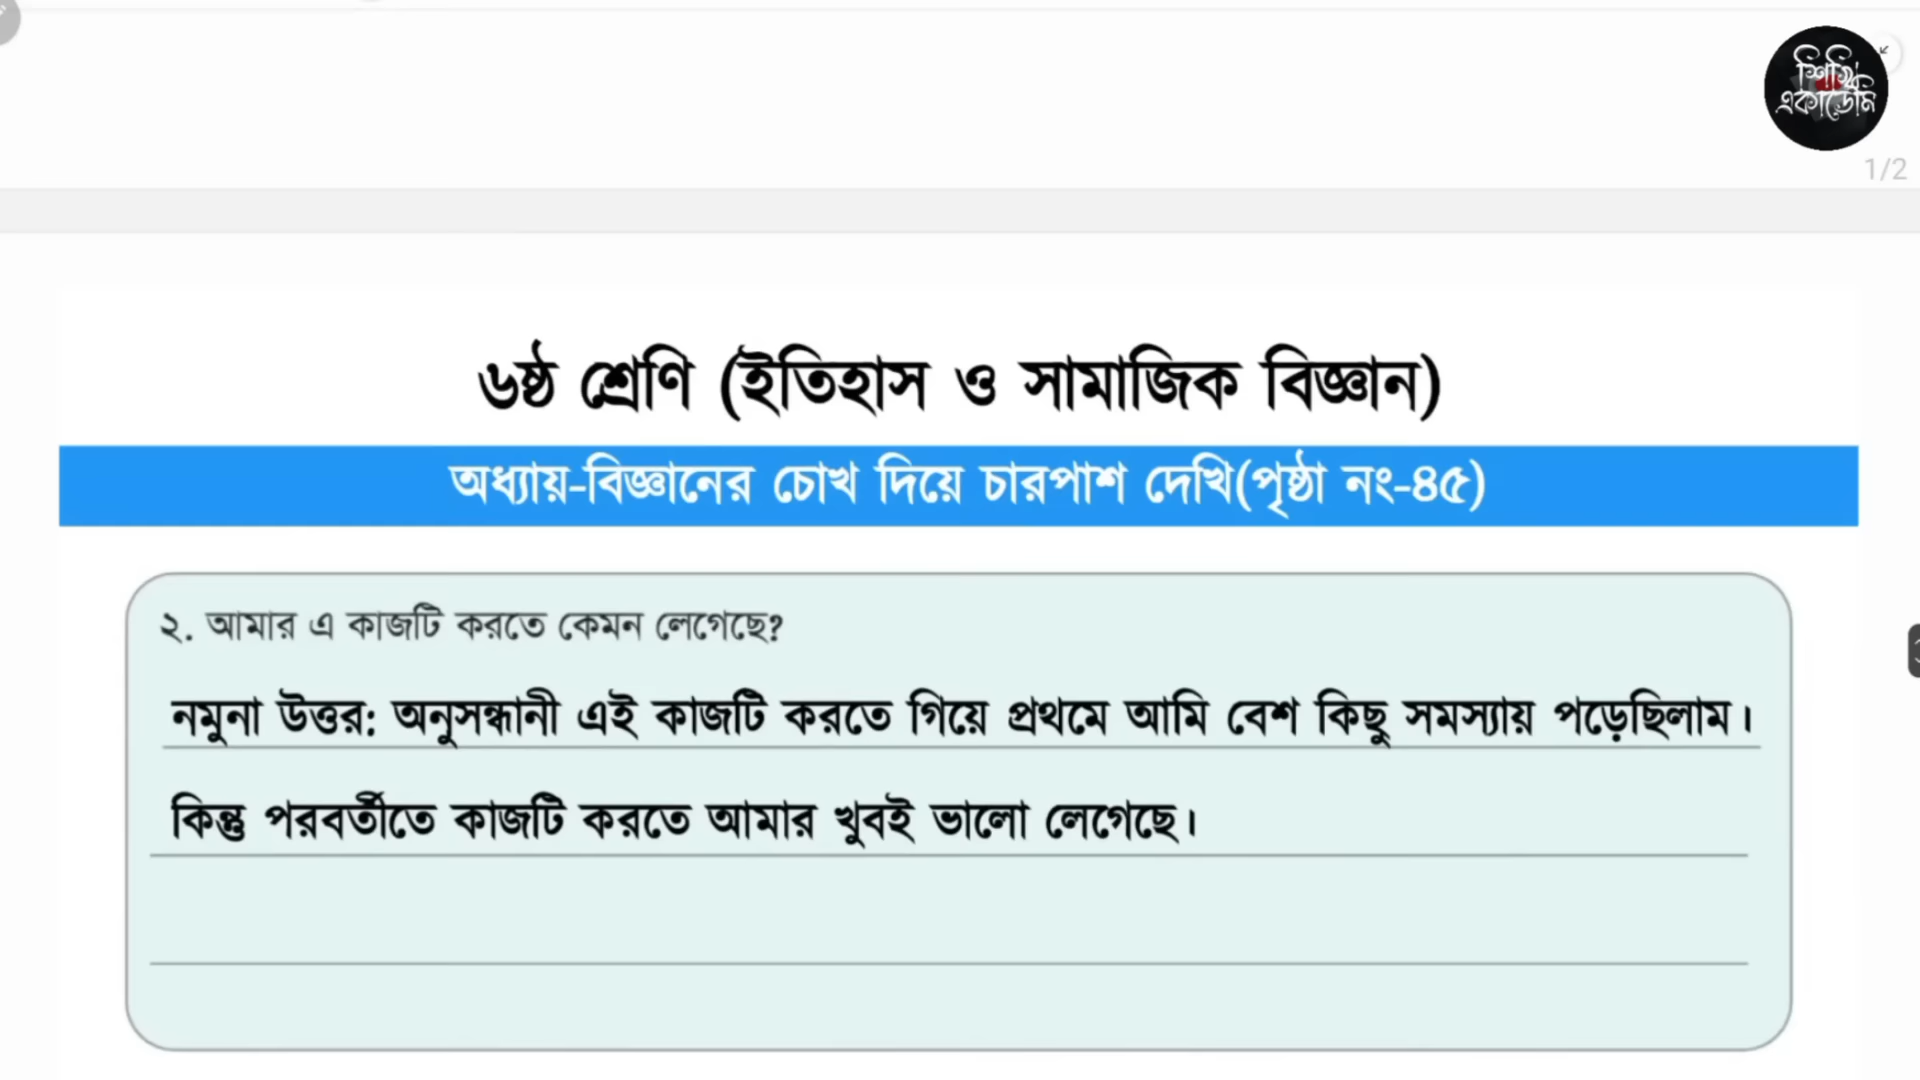 শিখি
একাডেমি
1/2
৬ষ্ঠ শ্রেণি (ইতিহাস ও সামাজিক বিজ্ঞান)
অধ্যায়-বিজ্ঞানের চোখ দিয়ে চারপাশ দেখি(পৃষ্ঠা নং-৪৫)
২. আমার এ কাজটি করতে কেমন লেগেছে?
নমুনা উত্তর: অনুসন্ধানী এই কাজটি করতে গিয়ে প্রথমে আমি বেশ কিছু সমস্যায় পড়েছিলাম।
কিন্তু পরবর্তীতে কাজটি করতে আমার খুবই ভালো লেগেছে।